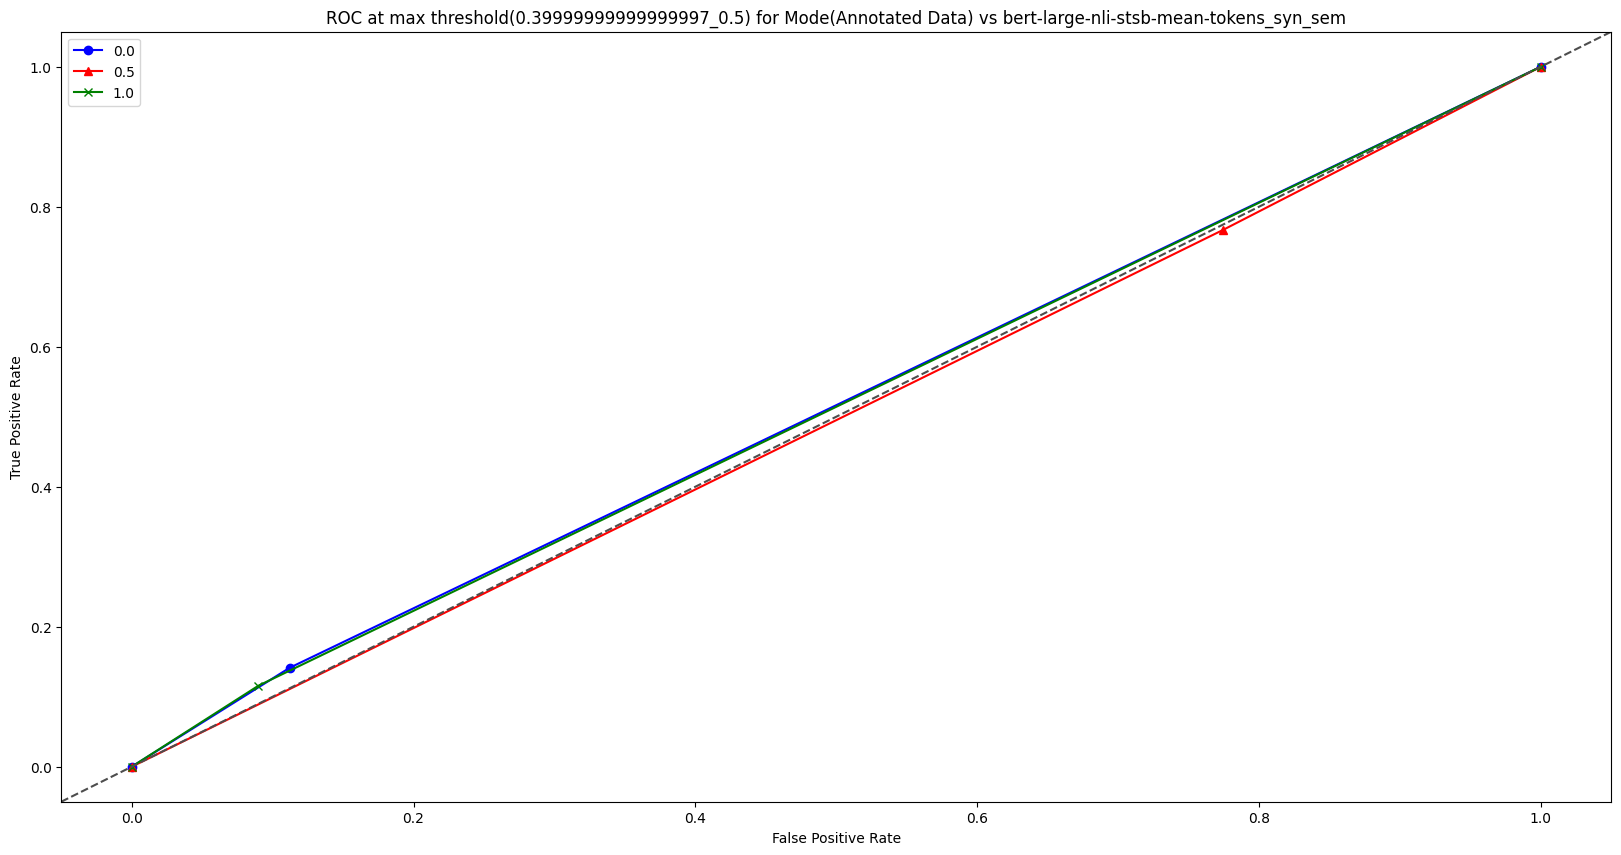 ROC at max threshold(0.39999999999999997_0.5) for Mode(Annotated Data) vs bert-large-nli-stsb-mean-tokens_syn_sem
0.0
0.5
1.0
True Positive Rate
1.0
0.8
0.6
0.4
0.2
0.0
0.0 0.2 0.4 0.6 0.8 1.0
False Positive Rate